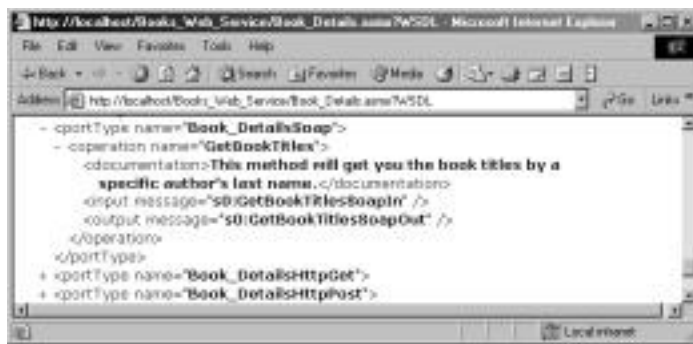 http://localhost/Books_Web_Service/Book_Details.asmx?WSDL - Microsoft Internet Explorer
File Edit View Favorites Tools Help
Back Search Favorites Media
Address http://localhost/Books_Web_Service/Book_Details.asmx?WSDL Go Links »
- <portType name="Book_DetailsSoap">
- <operation name="GetBookTitles">
<documentation>This method will get you the book titles by a
specific author's last name.</documentation>
<input message="s0:GetBookTitlesSoapIn" />
<output message="s0:GetBookTitlesSoapOut" />
</operation>
</portType>
+ <portType name="Book_DetailsHttpGet">
+ <portType name="Book_DetailsHttpPost">
Local intranet